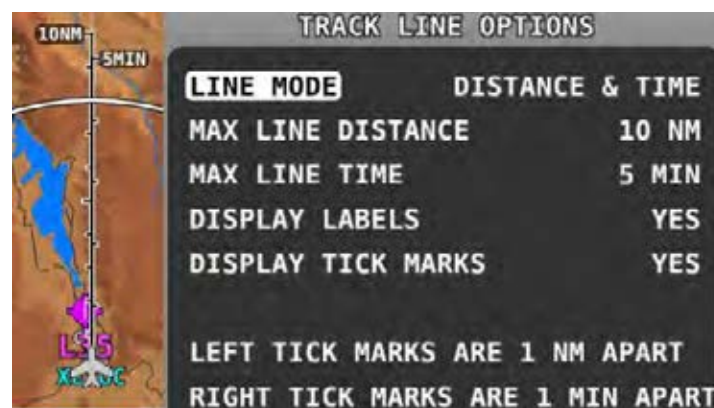 TRACK LINE OPTIONS
10NM
5MIN
LINE MODE DISTANCE & TIME
MAX LINE DISTANCE 10 NM
MAX LINE TIME 5 MIN
DISPLAY LABELS YES
DISPLAY TICK MARKS YES
LEFT TICK MARKS ARE 1 NM APART
RIGHT TICK MARKS ARE 1 MIN APART